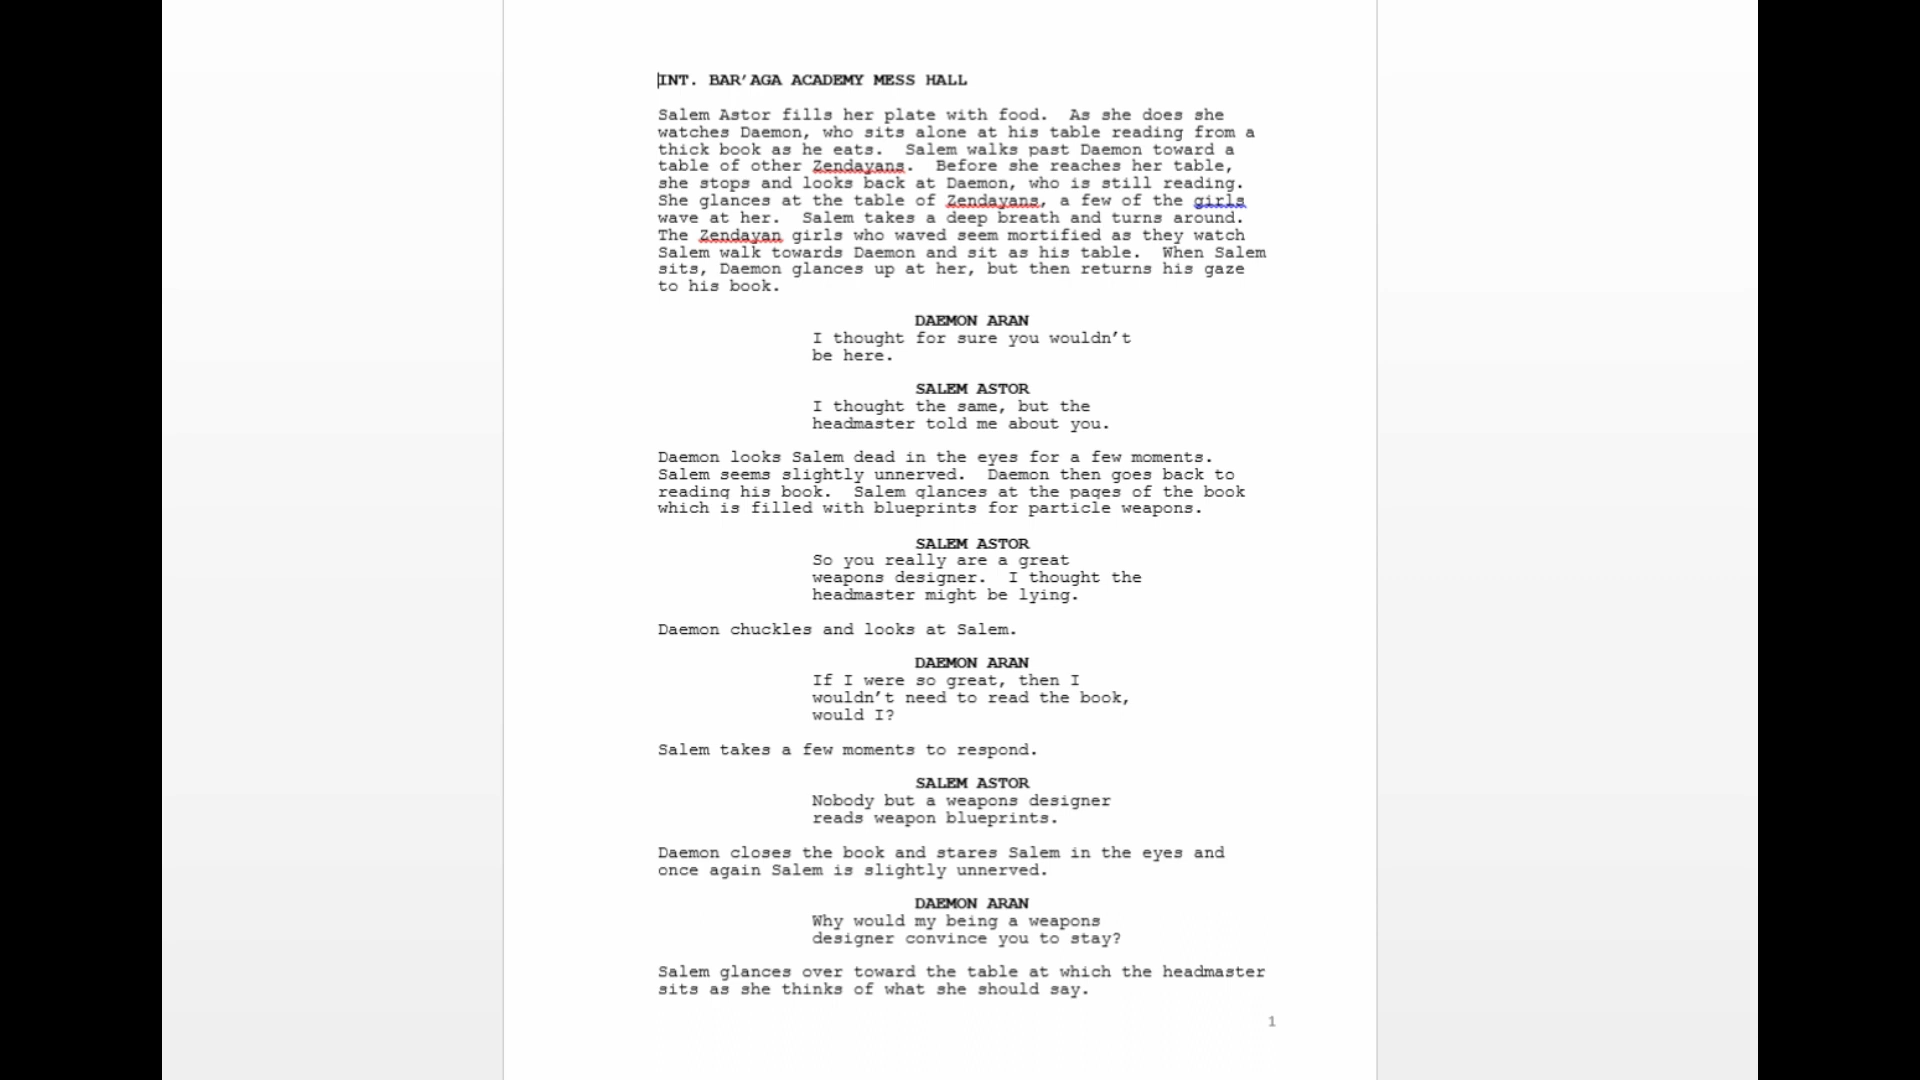 INT. BAR’AGA ACADEMY MESS HALL
Salem Astor fills her plate with food.  As she does she
watches Daemon, who sits alone at his table reading from a
thick book as he eats.  Salem walks past Daemon toward a
table of other Zendayans.  Before she reaches her table,
she stops and looks back at Daemon, who is still reading.
She glances at the table of Zendayans, a few of the girls
wave at her.  Salem takes a deep breath and turns around.
The Zendayan girls who waved seem mortified as they watch
Salem walk towards Daemon and sit as his table.  When Salem
sits, Daemon glances up at her, but then returns his gaze
to his book.
DAEMON ARAN
I thought for sure you wouldn’t
be here.
SALEM ASTOR
I thought the same, but the
headmaster told me about you.
Daemon looks Salem dead in the eyes for a few moments.
Salem seems slightly unnerved.  Daemon then goes back to
reading his book.  Salem glances at the pages of the book
which is filled with blueprints for particle weapons.
SALEM ASTOR
So you really are a great
weapons designer.  I thought the
headmaster might be lying.
Daemon chuckles and looks at Salem.
DAEMON ARAN
If I were so great, then I
wouldn’t need to read the book,
would I?
Salem takes a few moments to respond.
SALEM ASTOR
Nobody but a weapons designer
reads weapon blueprints.
Daemon closes the book and stares Salem in the eyes and
once again Salem is slightly unnerved.
DAEMON ARAN
Why would my being a weapons
designer convince you to stay?
Salem glances over toward the table at which the headmaster
sits as she thinks of what she should say.
1